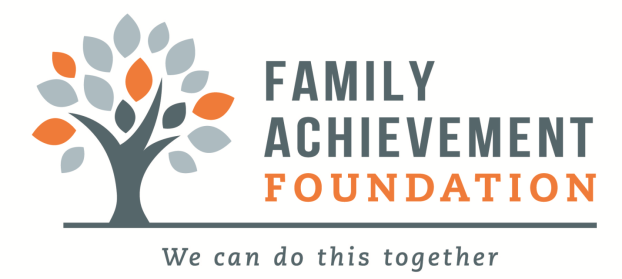 FAMILY
ACHIEVEMENT
FOUNDATION
We can do this together